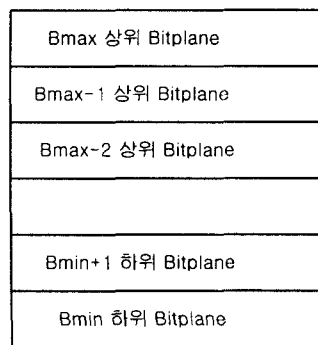 Bmax 상위 Bitplane
Bmax-1 상위 Bitplane
Bmax-2 상위 Bitplane
Bmin+1 하위 Bitplane
Bmin 하위 Bitplane